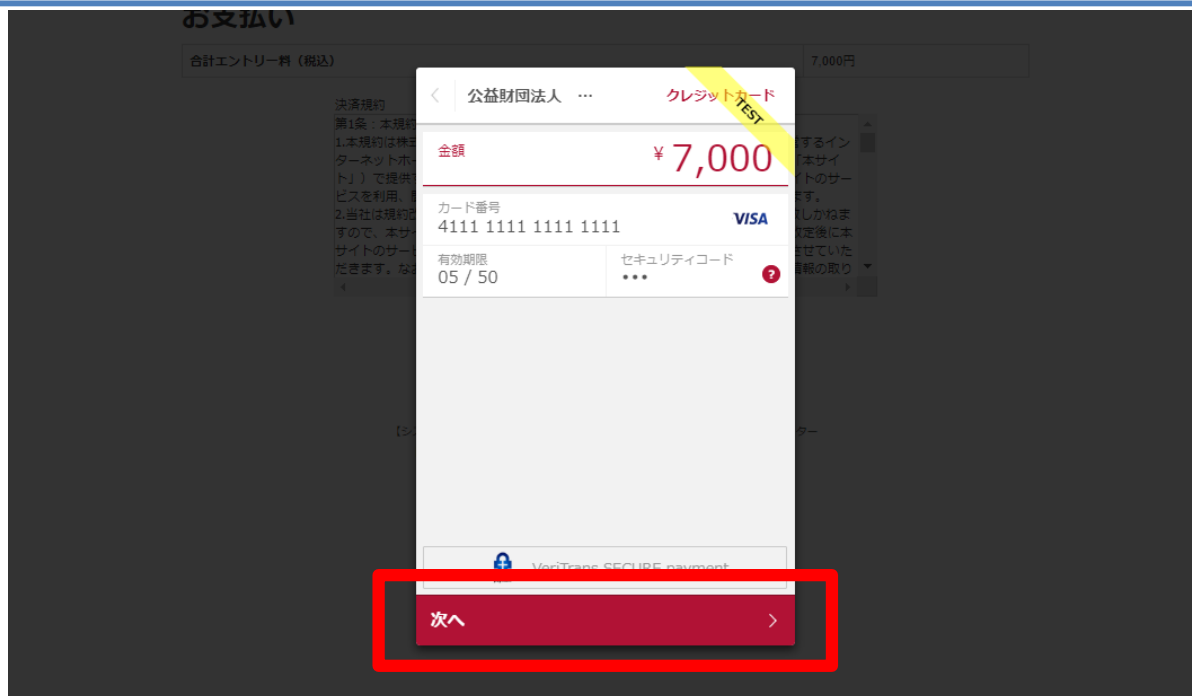 お支払い
合計エントリー料（税込） 7,000円
公益財団法人 … クレジットカード
TEST
金額 ¥ 7,000
決済規約
第1条：本規約
1.本規約は株 するイン
ターネットホー 「本サイ
ト」）で提供 イトのサー
ビスを利用、 ます。
2.当社は規約 しかねま
すので、本サイ 改定後に本
サイトのサー させていた
だきます。な 情報の取り
カード番号
4111 1111 1111 1111 VISA
有効期限 セキュリティコード
05 / 50 ••• ?
VeriTrans SECURE payment
次へ